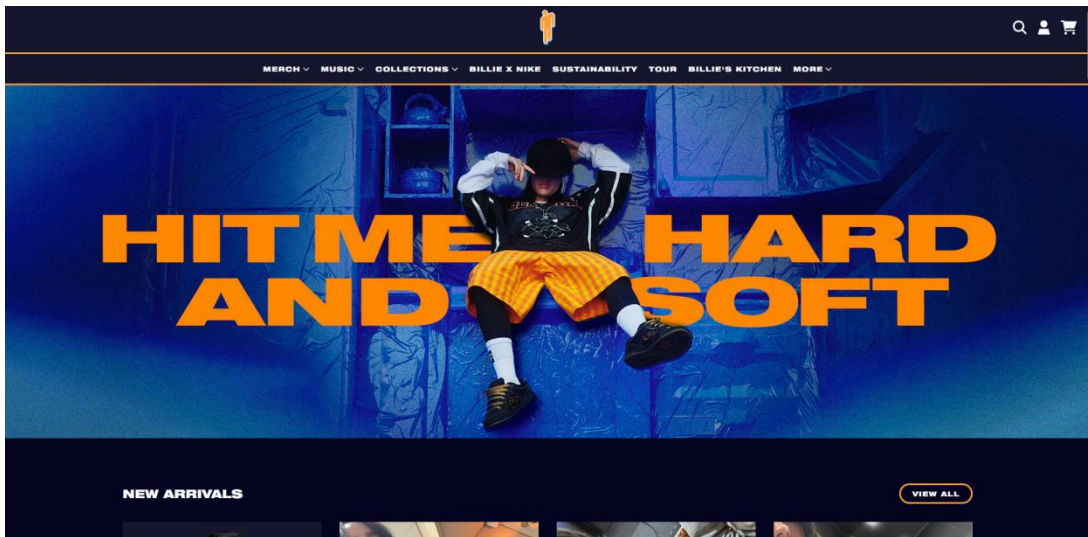 MERCH MUSIC COLLECTIONS BILLIE X NIKE SUSTAINABILITY TOUR BILLIE'S KITCHEN MORE
HIT ME HARD
AND SOFT
NEW ARRIVALS
VIEW ALL